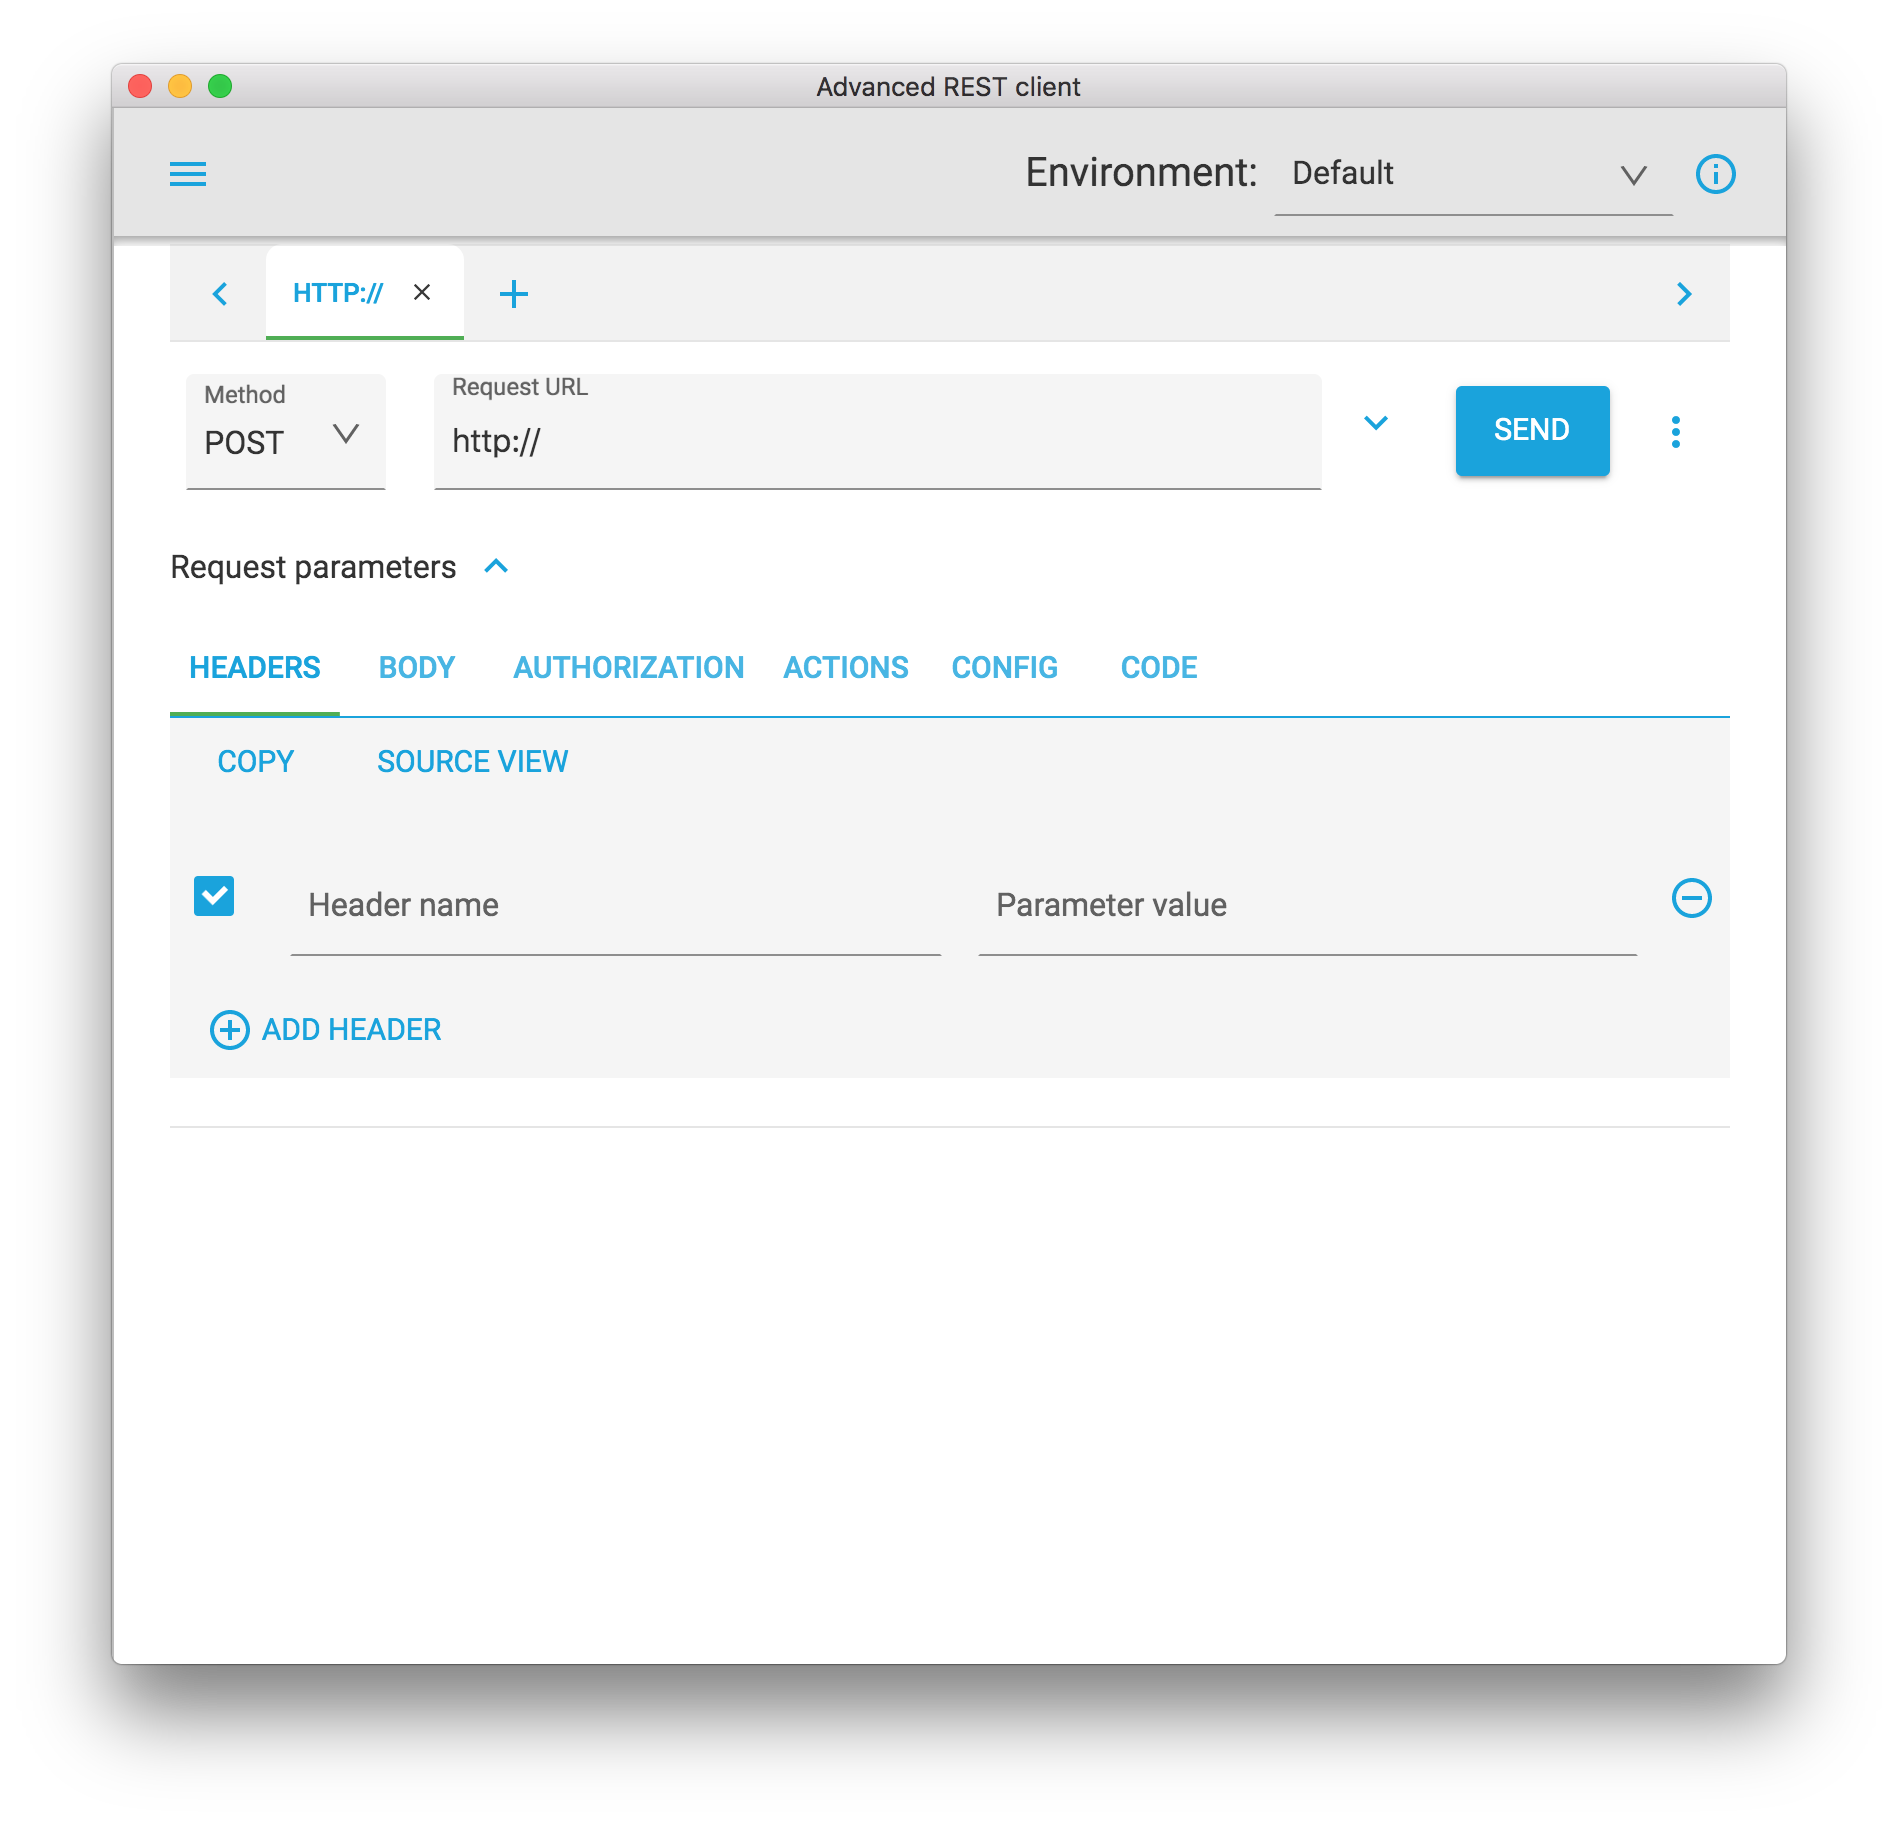 Advanced REST client
Environment: Default
HTTP://
Method
POST
Request URL
http://
SEND
Request parameters
HEADERS BODY AUTHORIZATION ACTIONS CONFIG CODE
COPY SOURCE VIEW
Header name Parameter value
ADD HEADER